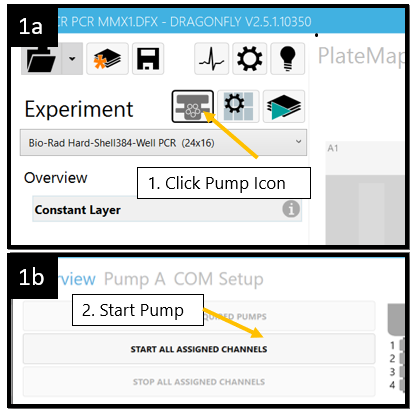 1a
CR PCR MMX1.DFX - DRAGONFLY V2.5.1.10350
PlateMap
Experiment
Bio-Rad Hard-Shell384-Well PCR (24x16)
A1
Overview
1. Click Pump Icon
Constant Layer
1b
rview Pump A COM Setup
2. Start Pump
PUMPS
START ALL ASSIGNED CHANNELS
1
2
STOP ALL ASSIGNED CHANNELS
3
4